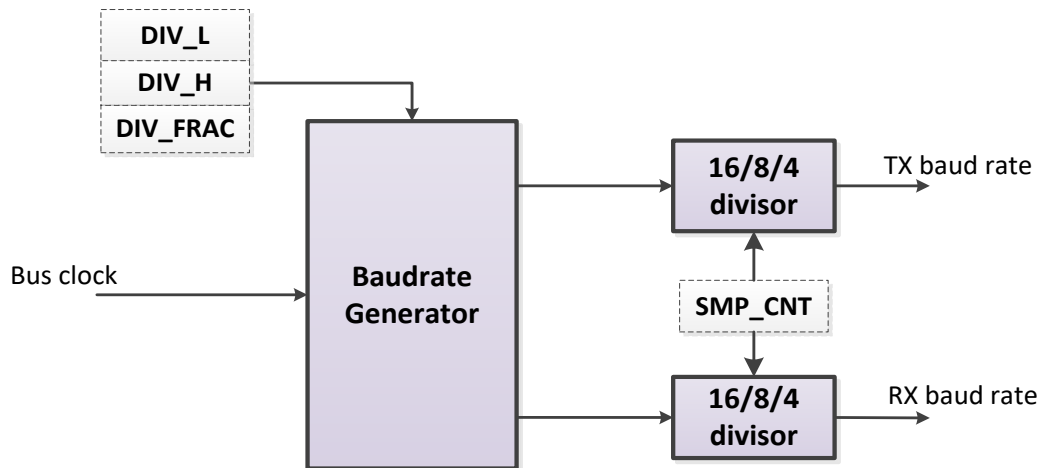 DIV_L
DIV_H
DIV_FRAC
Bus clock
Baudrate
Generator
16/8/4
divisor
TX baud rate
SMP_CNT
16/8/4
divisor
RX baud rate